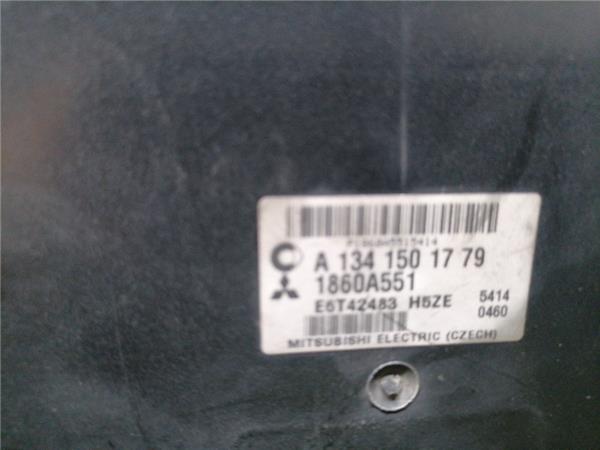 A 134 150 17 79
1860A551
E6T42483 H5ZE 5414
0460
MITSUBISHI ELECTRIC (CZECH)